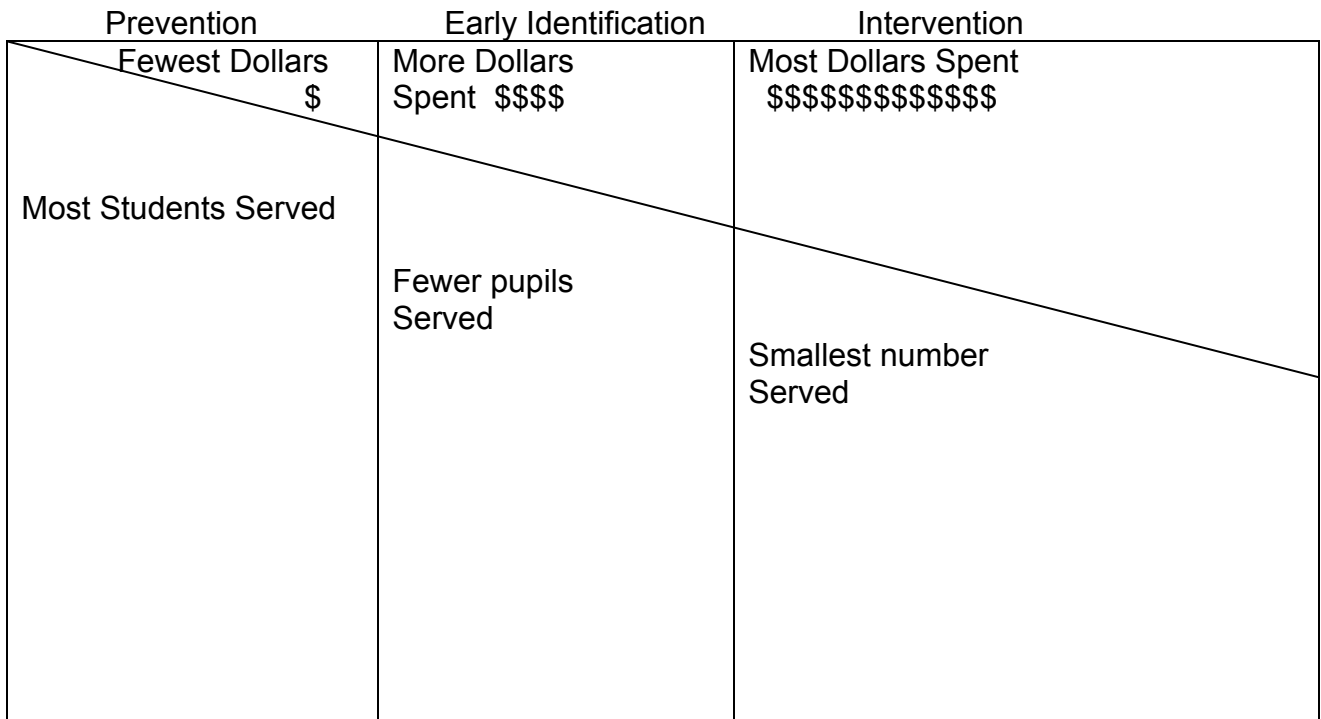 Prevention Early Identification Intervention
Fewest Dollars
$
More Dollars
Spent $$$$
Most Dollars Spent
$$$$$$$$$$$$$
Most Students Served
Fewer pupils
Served
Smallest number
Served